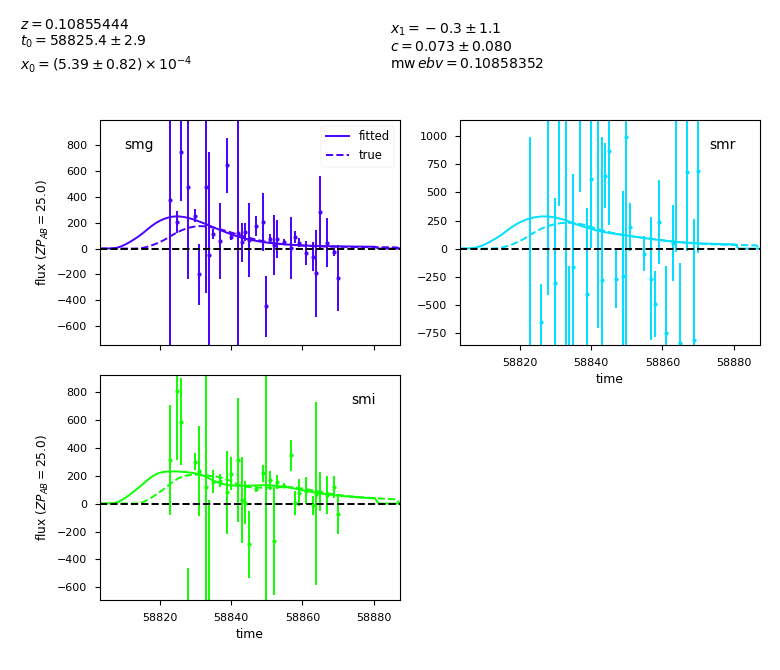 z = 0.10855444
t₀ = 58825.4 ± 2.9
x₀ = (5.39 ± 0.82) × 10⁻⁴
x₁ = −0.3 ± 1.1
c = 0.073 ± 0.080
mw ebv = 0.10858352
smg
fitted
true
800
600
400
200
0
−200
−400
−600
flux (ZP_AB = 25.0)
smr
1000
750
500
250
0
−250
−500
−750
58820 58840 58860 58880
time
smi
800
600
400
200
0
−200
−400
−600
flux (ZP_AB = 25.0)
58820 58840 58860 58880
time